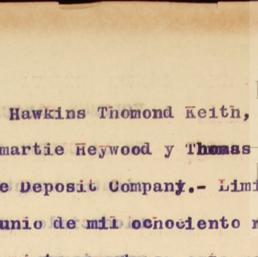 Hawkins Thomond Keith,
martie Heywood y Thomas
e Deposit Company.- Limi
unio de mil ochociento n